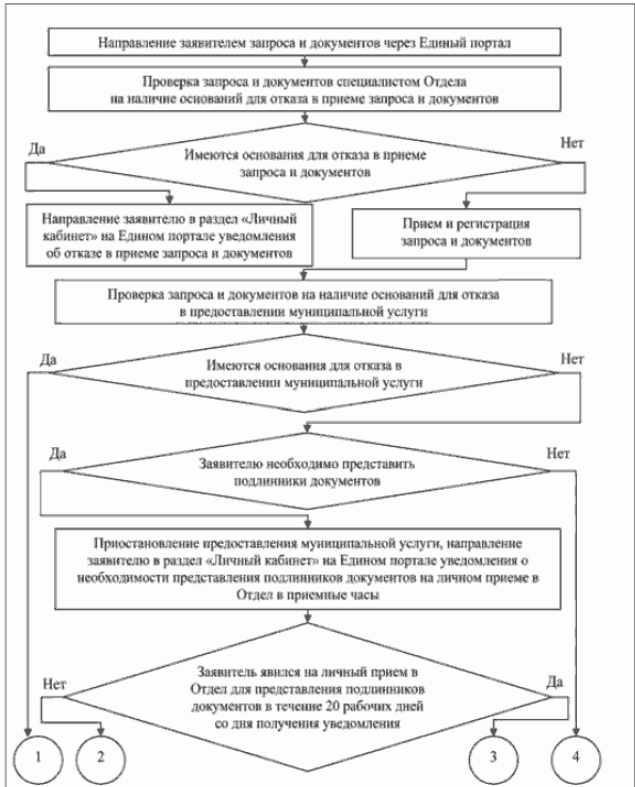 Направление заявителем запроса и документов через Единый портал
Проверка запроса и документов специалистом Отдела
на наличие оснований для отказа в приеме запроса и документов
Да
Нет
Имеются основания для отказа в приеме
запроса и документов
Направление заявителю в раздел «Личный
кабинет» на Едином портале уведомления
об отказе в приеме запроса и документов
Прием и регистрация
запроса и документов
Проверка запроса и документов на наличие оснований для отказа
в предоставлении муниципальной услуги
Да
Нет
Имеются основания для отказа в
предоставлении муниципальной услуги
Да
Нет
Заявителю необходимо представить
подлинники документов
Приостановление предоставления муниципальной услуги, направление
заявителю в раздел «Личный кабинет» на Едином портале уведомления о
необходимости представления подлинников документов на личном приеме в
Отдел в приемные часы
Нет
Да
Заявитель явился на личный прием в
Отдел для представления подлинников
документов в течение 20 рабочих дней
со дня получения уведомления
1
2
3
4